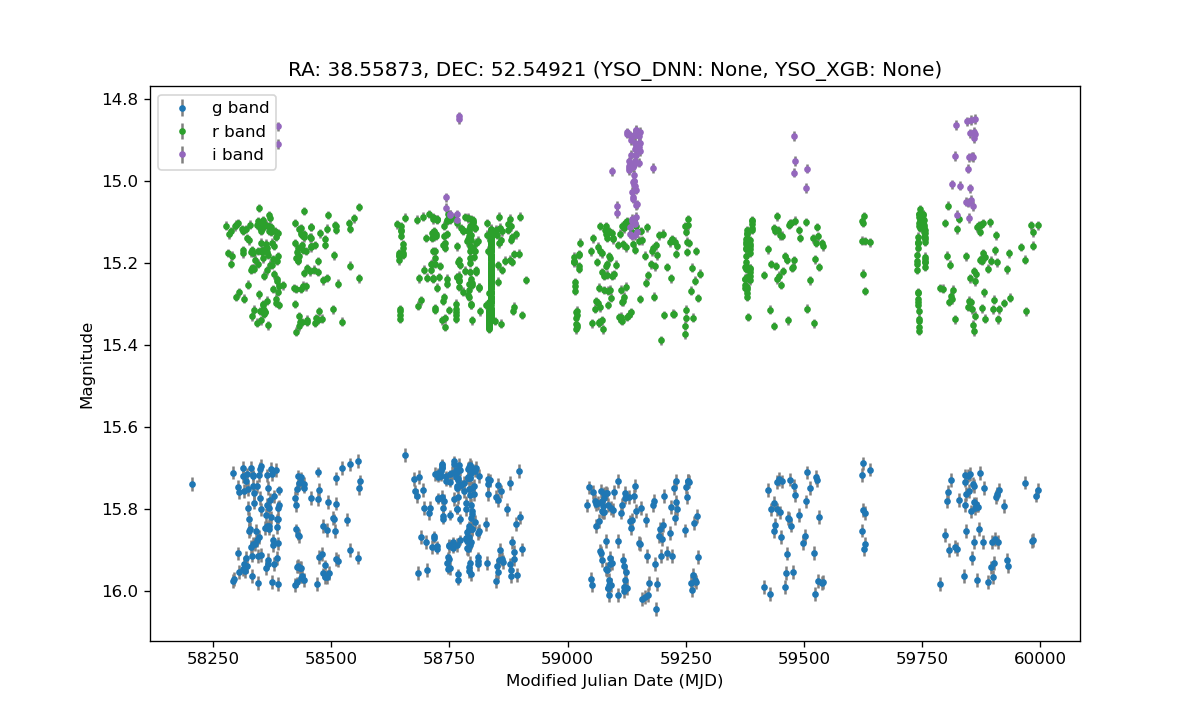 RA: 38.55873, DEC: 52.54921 (YSO_DNN: None, YSO_XGB: None)
g band
r band
i band
14.8
15.0
15.2
15.4
15.6
15.8
16.0
Magnitude
58250 58500 58750 59000 59250 59500 59750 60000
Modified Julian Date (MJD)